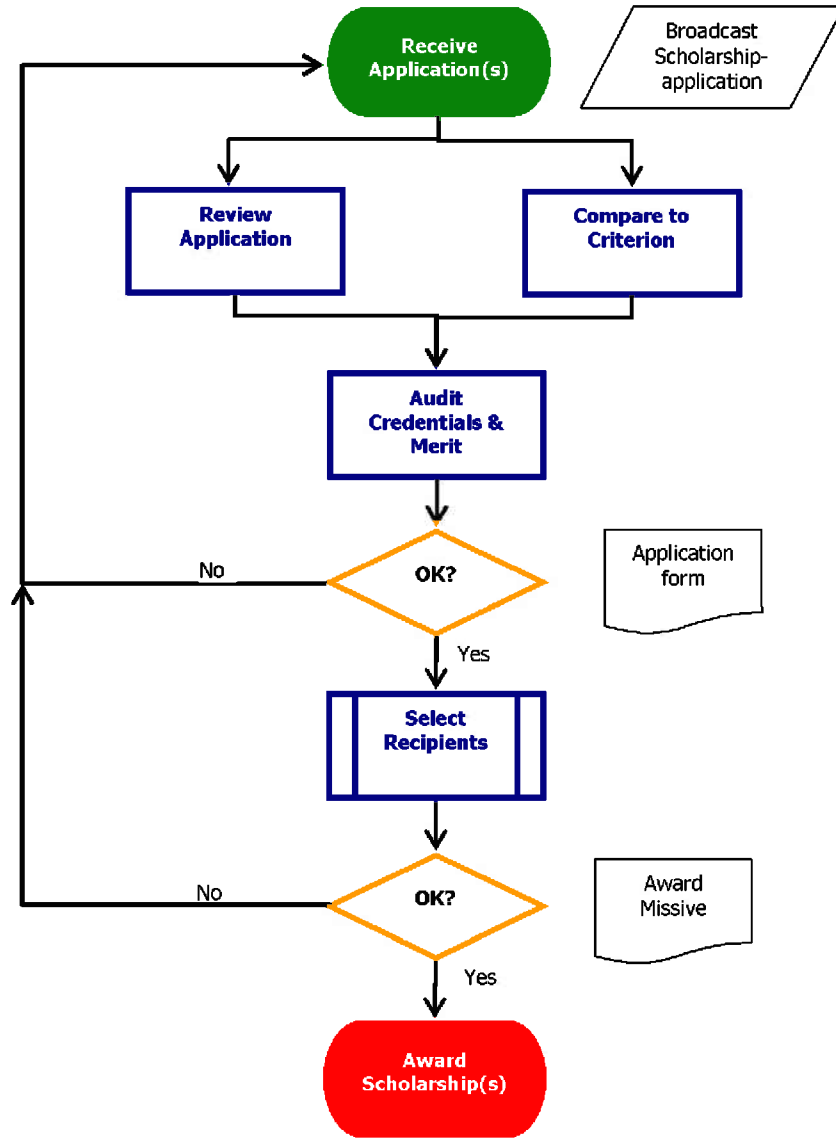 Receive
Application(s)
Broadcast
Scholarship-
application
Review
Application
Compare to
Criterion
Audit
Credentials &
Merit
OK?
No
Application
form
Yes
Select
Recipients
OK?
No
Award
Missive
Yes
Award
Scholarship(s)